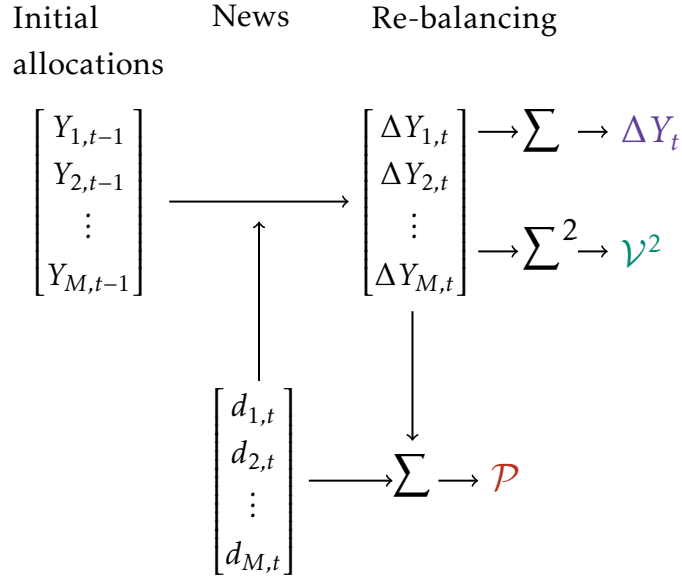 Initial allocations
News
Re-balancing
Y_{1,t−1}
Y_{2,t−1}
⋮
Y_{M,t−1}
ΔY_{1,t}
ΔY_{2,t}
⋮
ΔY_{M,t}
∑
ΔY_t
∑²
𝒱²
d_{1,t}
d_{2,t}
⋮
d_{M,t}
∑
𝒫